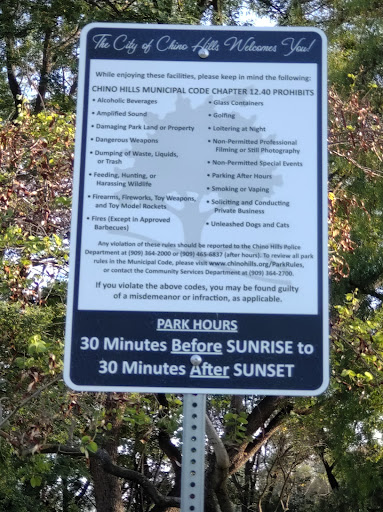 The City of Chino Hills Welcomes You!
While enjoying these facilities, please keep in mind the following:
CHINO HILLS MUNICIPAL CODE CHAPTER 12.40 PROHIBITS
• Alcoholic Beverages
• Amplified Sound
• Damaging Park Land or Property
• Dangerous Weapons
• Dumping of Waste, Liquids,
or Trash
• Feeding, Hunting, or
Harassing Wildlife
• Firearms, Fireworks, Toy Weapons,
and Toy Model Rockets
• Fires (Except in Approved
Barbecues)
• Glass Containers
• Golfing
• Loitering at Night
• Non-Permitted Professional
Filming or Still Photography
• Non-Permitted Special Events
• Parking After Hours
• Smoking or Vaping
• Soliciting and Conducting
Private Business
• Unleashed Dogs and Cats
Any violation of these rules should be reported to the Chino Hills Police
Department at (909) 364-2000 or (909) 465-6837 (after hours). To review all park
rules in the Municipal Code, please visit www.chinohills.org/ParkRules,
or contact the Community Services Department at (909) 364-2700.
If you violate the above codes, you may be found guilty
of a misdemeanor or infraction, as applicable.
PARK HOURS
30 Minutes Before SUNRISE to
30 Minutes After SUNSET